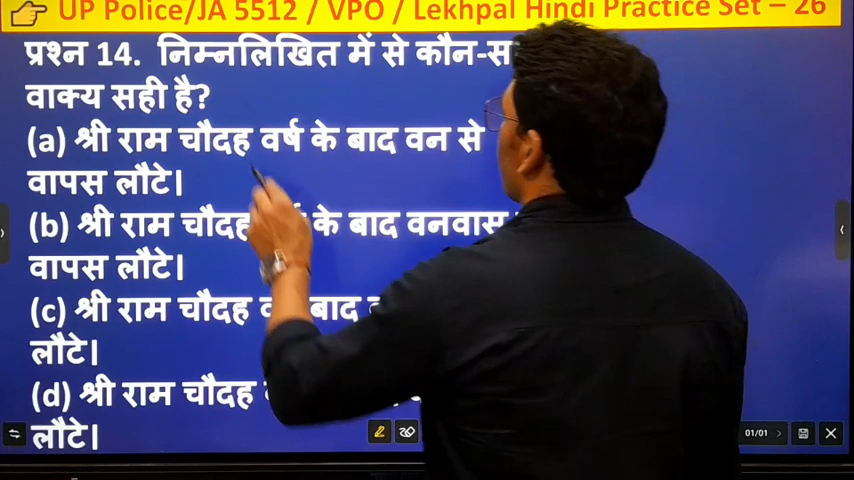 UP Police/JA 5512 / VPO / Lekhpal Hindi Practice Set – 26
प्रश्न 14. निम्नलिखित में से कौन-स
वाक्य सही है?
(a) श्री राम चौदह वर्ष के बाद वन से
वापस लौटे।
(b) श्री राम चौदह के बाद वनवास
वापस लौटे।
(c) श्री राम चौदह बाद
लौटे।
(d) श्री राम चौदह
लौटे।
01/01